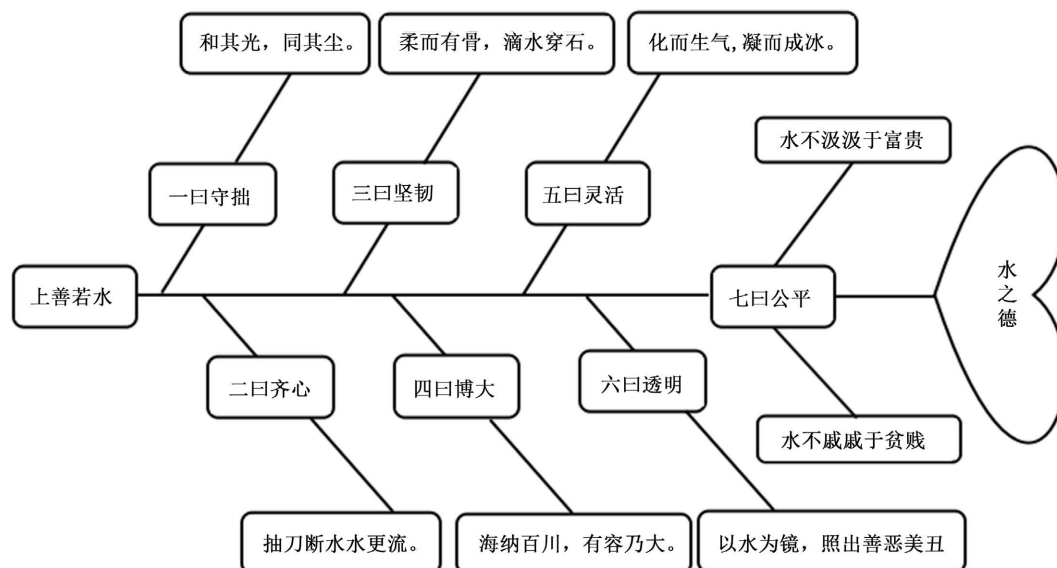 和其光，同其尘。
柔而有骨，滴水穿石。
化而生气,凝而成冰。
水不汲汲于富贵
一曰守拙
三曰坚韧
五曰灵活
上善若水
七曰公平
水之德
二曰齐心
四曰博大
六曰透明
水不戚戚于贫贱
抽刀断水水更流。
海纳百川，有容乃大。
以水为镜，照出善恶美丑